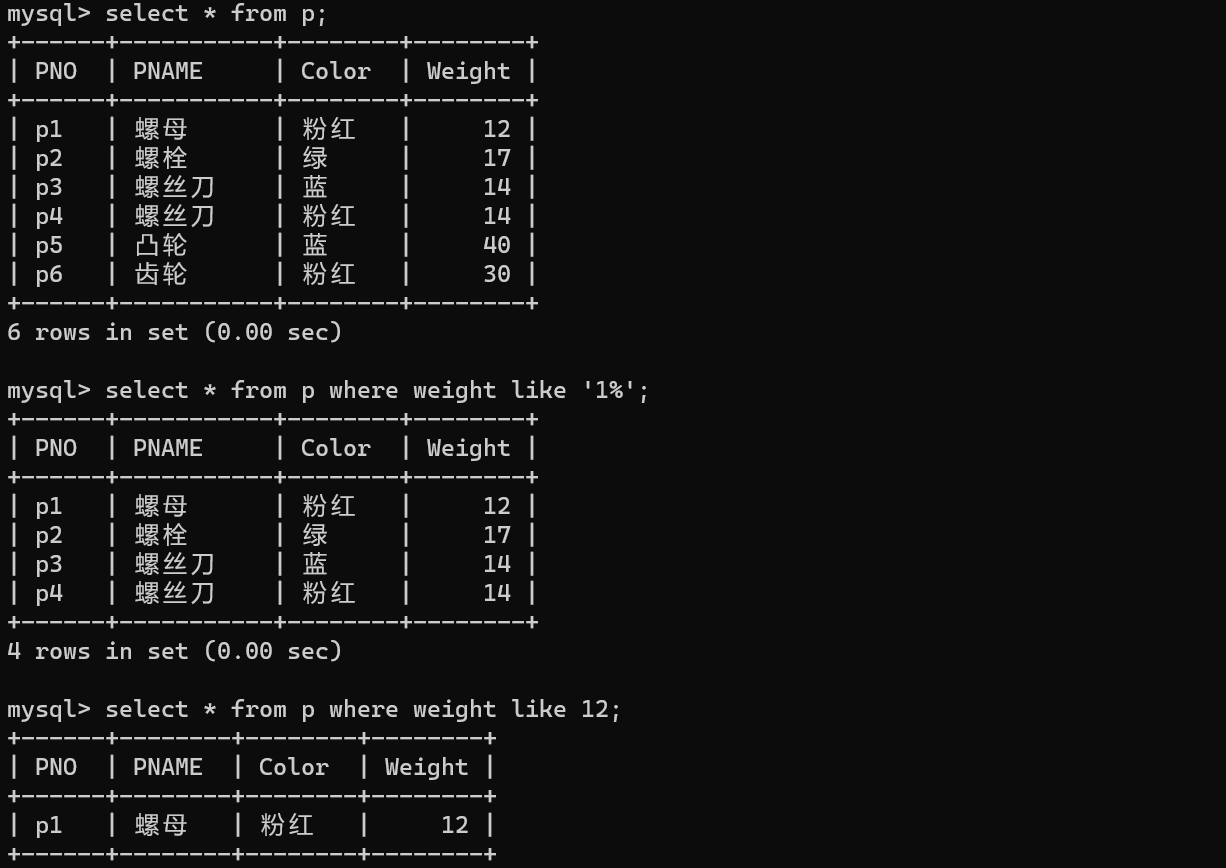 mysql> select * from p;
+------+-----------+--------+--------+
| PNO  | PNAME     | Color  | Weight |
+------+-----------+--------+--------+
| p1   | 螺母      | 粉红   |     12 |
| p2   | 螺栓      | 绿     |     17 |
| p3   | 螺丝刀    | 蓝     |     14 |
| p4   | 螺丝刀    | 粉红   |     14 |
| p5   | 凸轮      | 蓝     |     40 |
| p6   | 齿轮      | 粉红   |     30 |
+------+-----------+--------+--------+
6 rows in set (0.00 sec)

mysql> select * from p where weight like '1%';
+------+-----------+--------+--------+
| PNO  | PNAME     | Color  | Weight |
+------+-----------+--------+--------+
| p1   | 螺母      | 粉红   |     12 |
| p2   | 螺栓      | 绿     |     17 |
| p3   | 螺丝刀    | 蓝     |     14 |
| p4   | 螺丝刀    | 粉红   |     14 |
+------+-----------+--------+--------+
4 rows in set (0.00 sec)

mysql> select * from p where weight like 12;
+------+--------+--------+--------+
| PNO  | PNAME  | Color  | Weight |
+------+--------+--------+--------+
| p1   | 螺母   | 粉红   |     12 |
+------+--------+--------+--------+